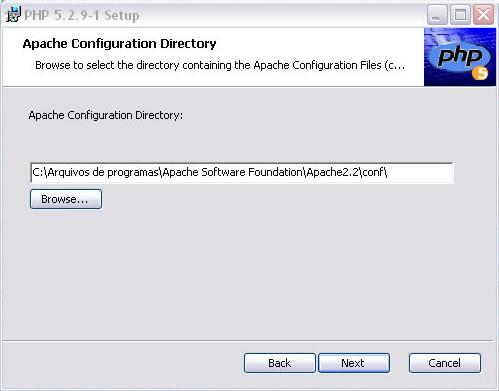 PHP 5.2.9-1 Setup
Apache Configuration Directory
Browse to select the directory containing the Apache Configuration Files (c...
php
5
Apache Configuration Directory:
C:\Arquivos de programas\Apache Software Foundation\Apache2.2\conf\
Browse...
Back Next Cancel